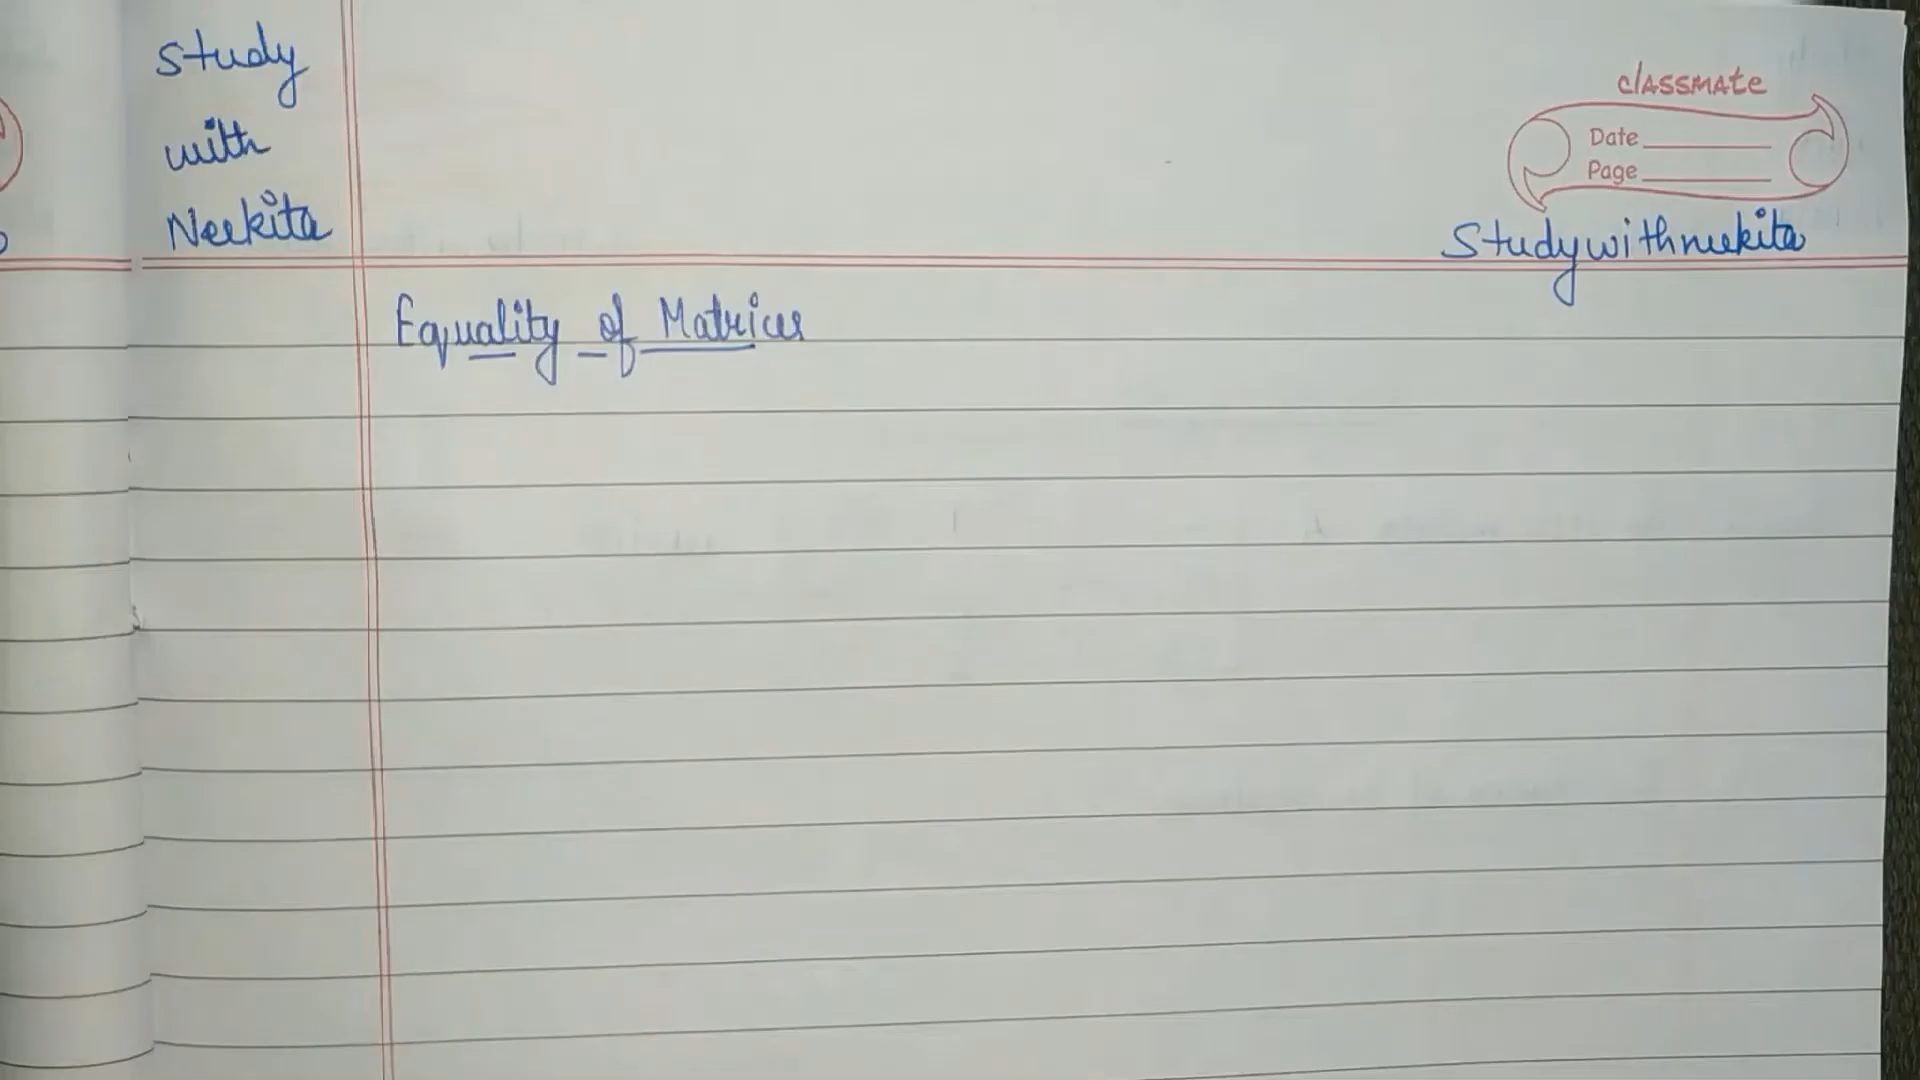 Study
with
Neekita
classmate
Date
Page
Studywithneekita
Equality of Matrices